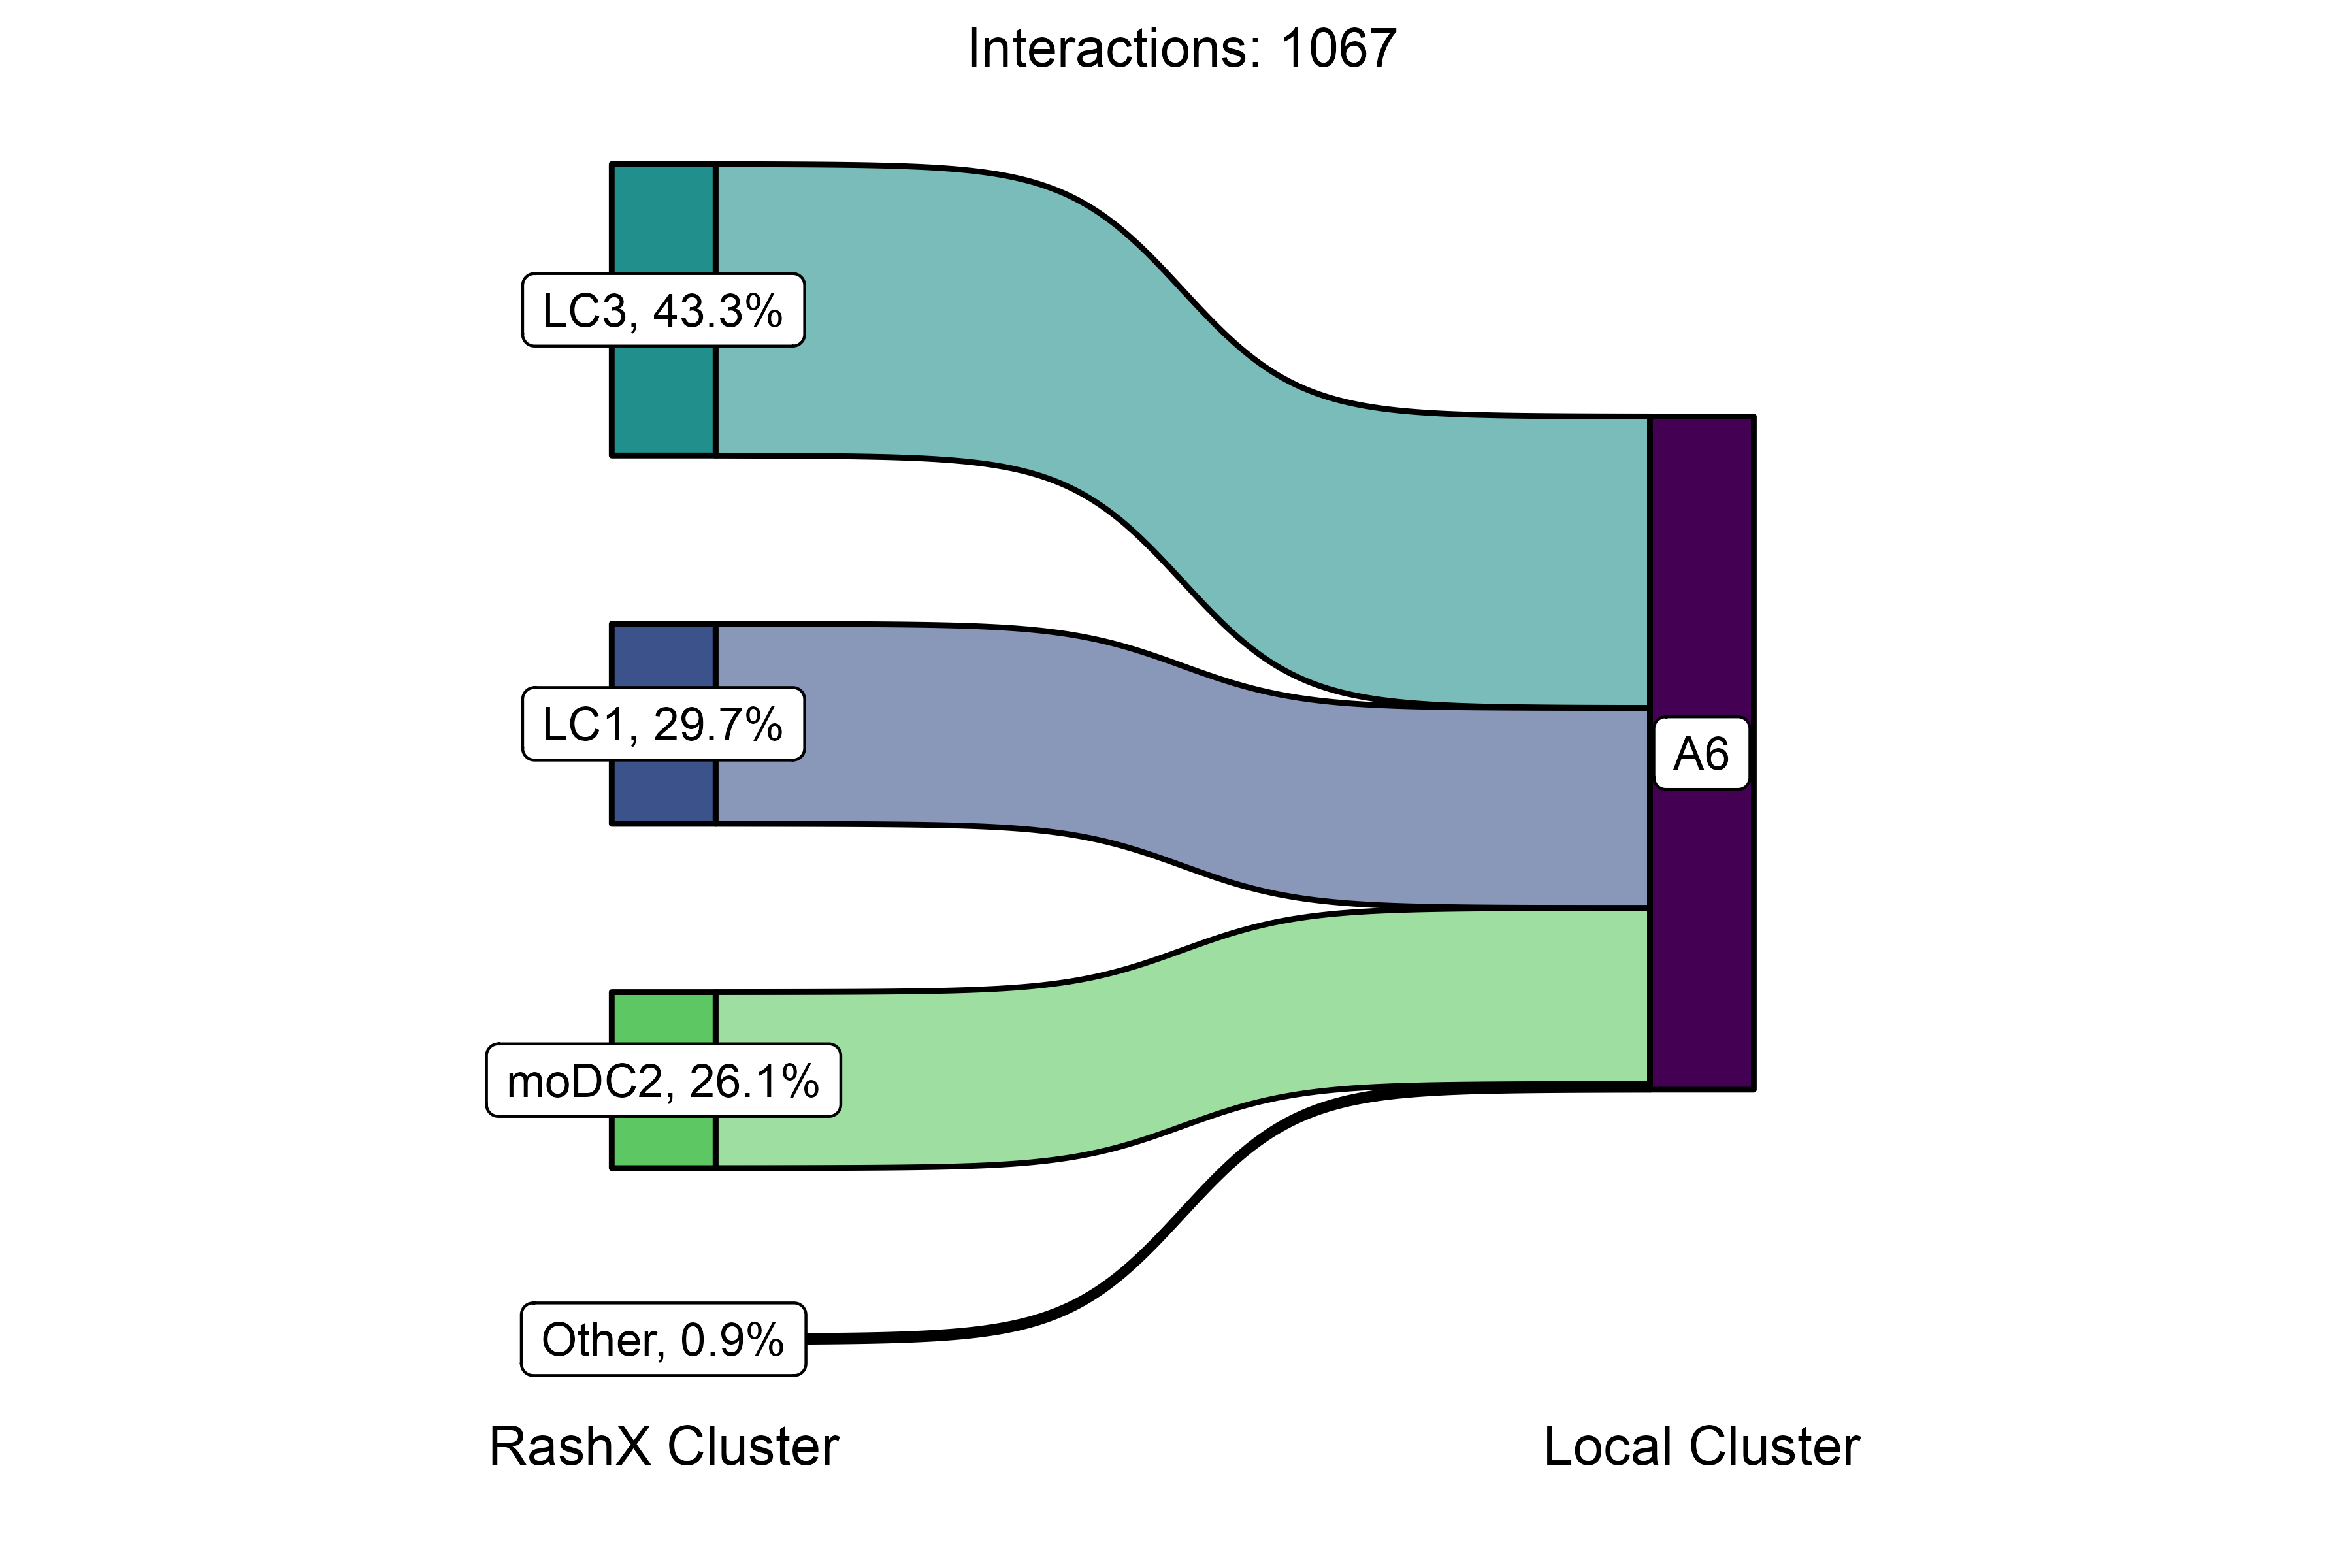 Interactions: 1067
LC3, 43.3%
LC1, 29.7%
A6
moDC2, 26.1%
Other, 0.9%
RashX Cluster
Local Cluster